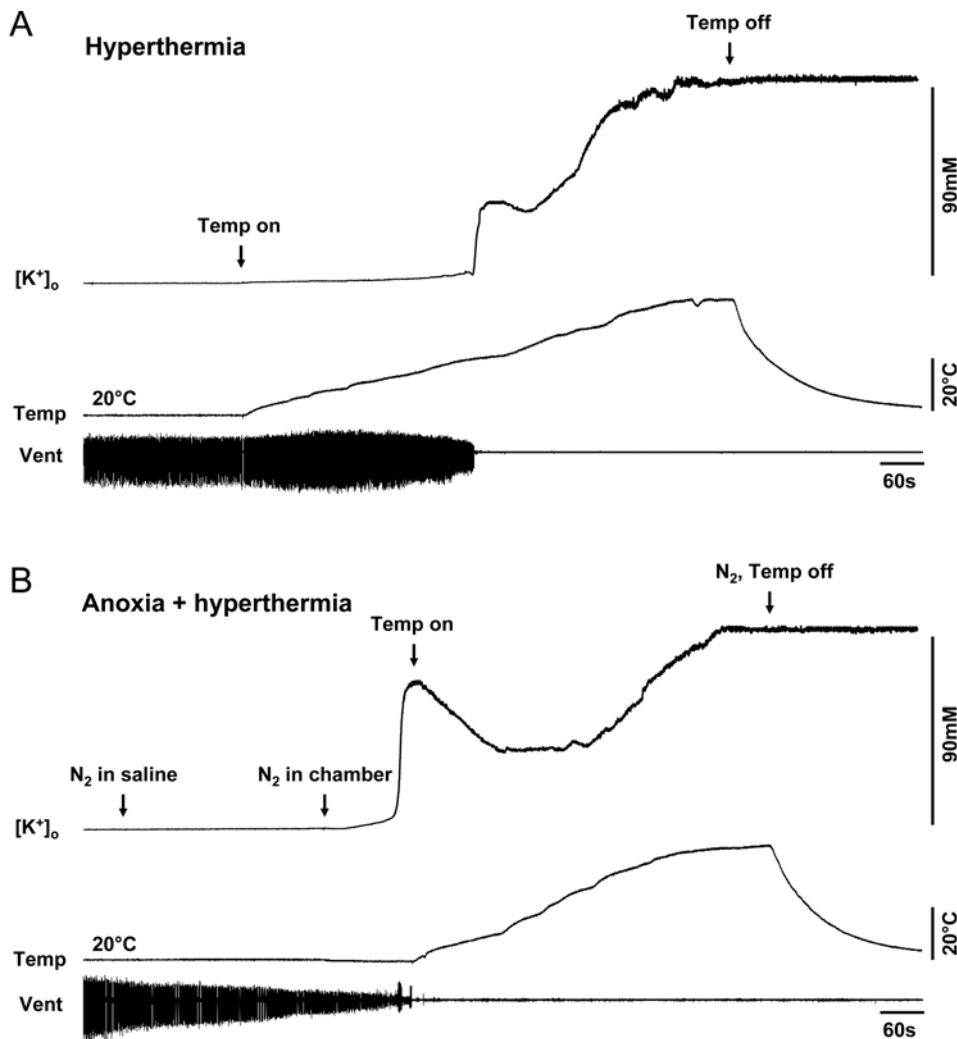 A
Hyperthermia
Temp off
Temp on
[K⁺]ₒ
90mM
20°C
Temp
20°C
Vent
60s
B
Anoxia + hyperthermia
N₂, Temp off
Temp on
N₂ in saline
N₂ in chamber
[K⁺]ₒ
90mM
20°C
Temp
20°C
Vent
60s